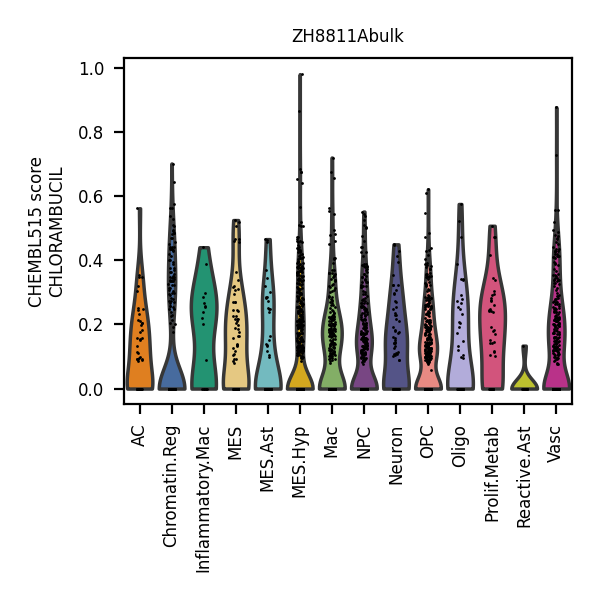 ZH8811Abulk
CHEMBL515 score
CHLORAMBUCIL
1.0
0.8
0.6
0.4
0.2
0.0
AC
Chromatin.Reg
Inflammatory.Mac
MES
MES.Ast
MES.Hyp
Mac
NPC
Neuron
OPC
Oligo
Prolif.Metab
Reactive.Ast
Vasc